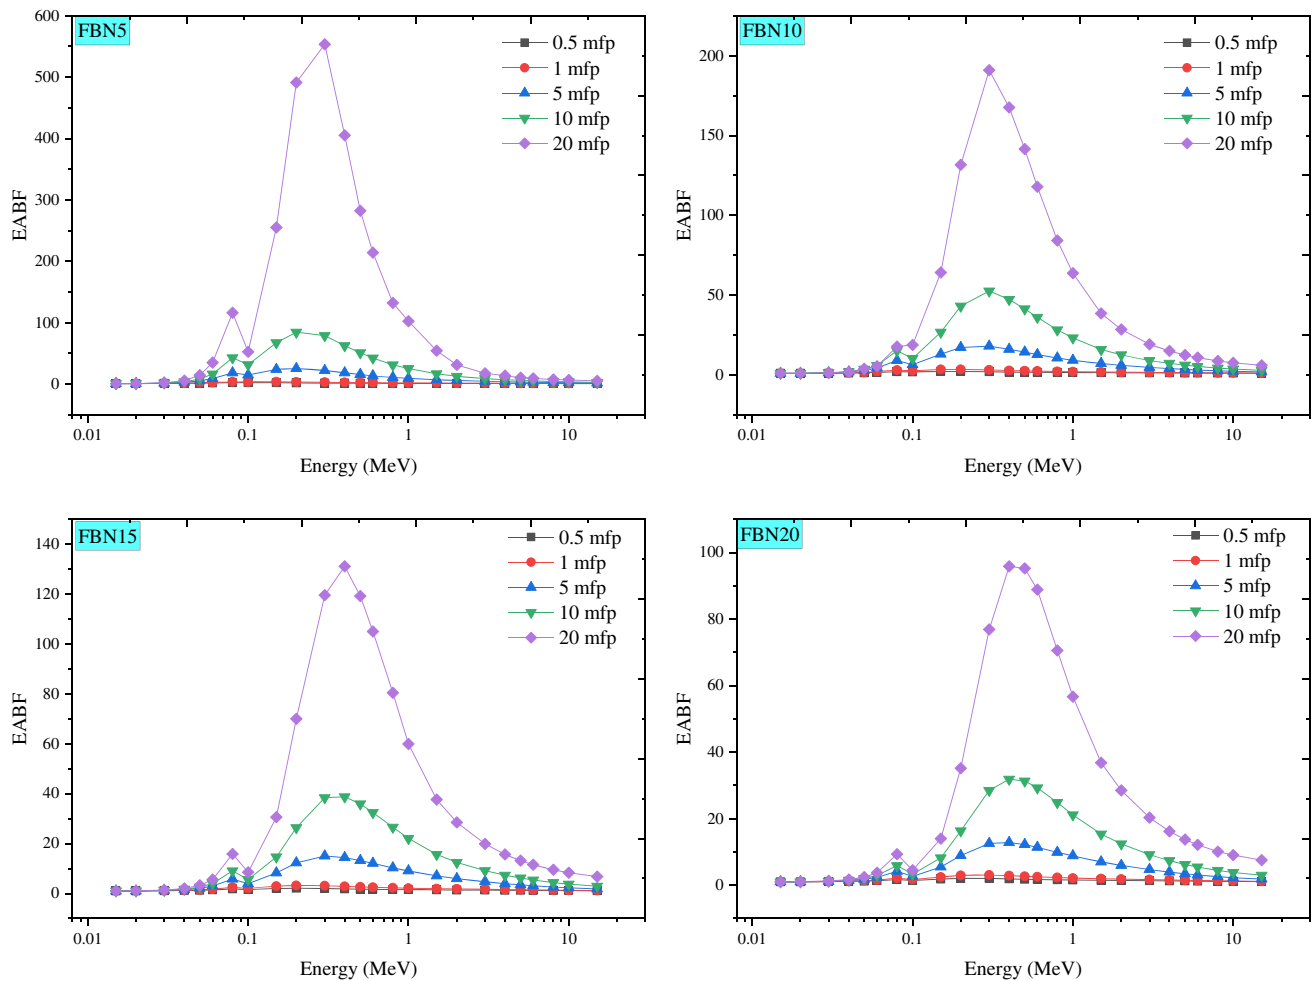 FBN5
EABF
600
500
400
300
200
100
0
0.01
0.1
1
10
Energy (MeV)
0.5 mfp
1 mfp
5 mfp
10 mfp
20 mfp
FBN10
EABF
200
150
100
50
0
0.01
0.1
1
10
Energy (MeV)
0.5 mfp
1 mfp
5 mfp
10 mfp
20 mfp
FBN15
EABF
140
120
100
80
60
40
20
0
0.01
0.1
1
10
Energy (MeV)
0.5 mfp
1 mfp
5 mfp
10 mfp
20 mfp
FBN20
EABF
100
80
60
40
20
0
0.01
0.1
1
10
Energy (MeV)
0.5 mfp
1 mfp
5 mfp
10 mfp
20 mfp